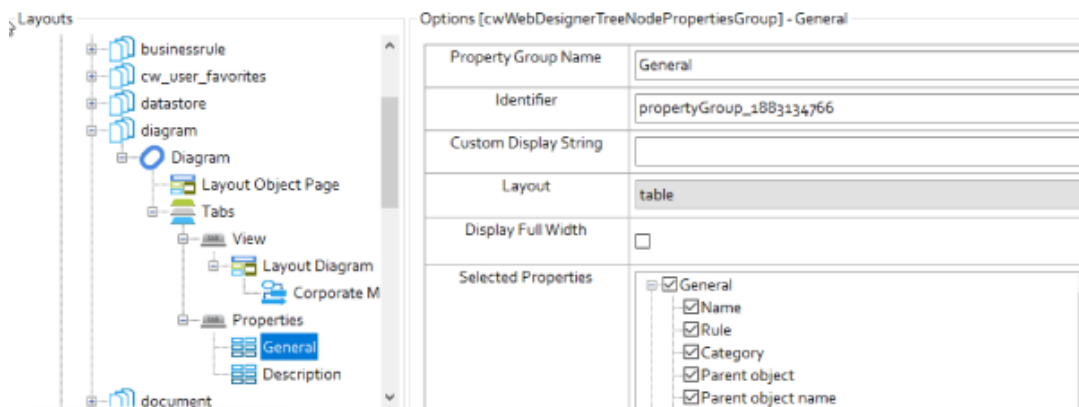 Layouts
businessrule
cw_user_favorites
datastore
diagram
Diagram
Layout Object Page
Tabs
View
Layout Diagram
Corporate M
Properties
General
Description
document
Options [cwWebDesignerTreeNodePropertiesGroup] - General
Property Group Name
General
Identifier
propertyGroup_1883134766
Custom Display String
Layout
table
Display Full Width
Selected Properties
General
Name
Rule
Category
Parent object
Parent object name